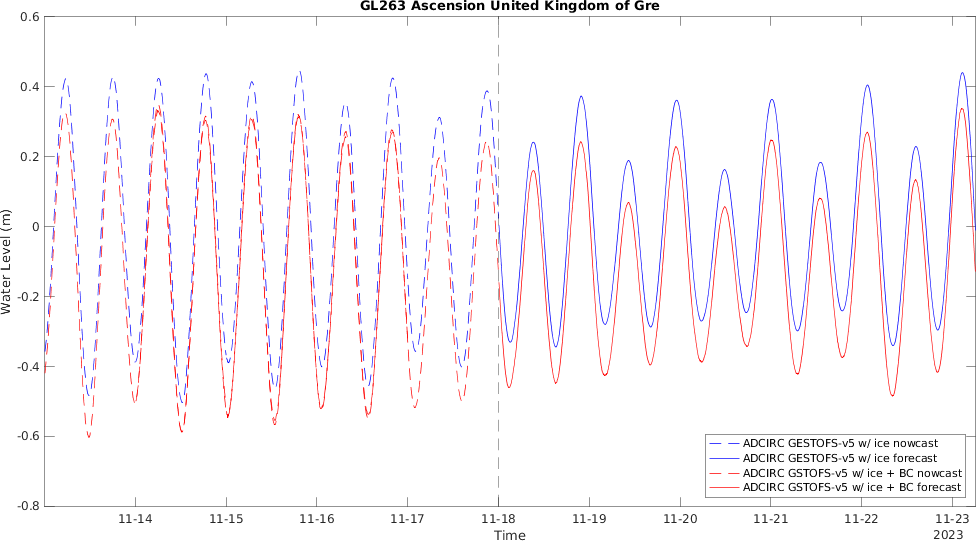 GL263 Ascension United Kingdom of Gre
0.6
0.4
0.2
0
-0.2
-0.4
-0.6
-0.8
Water Level (m)
11-14 11-15 11-16 11-17 11-18 11-19 11-20 11-21 11-22 11-23
2023
Time
ADCIRC GESTOFS-v5 w/ ice nowcast
ADCIRC GESTOFS-v5 w/ ice forecast
ADCIRC GSTOFS-v5 w/ ice + BC nowcast
ADCIRC GSTOFS-v5 w/ ice + BC forecast